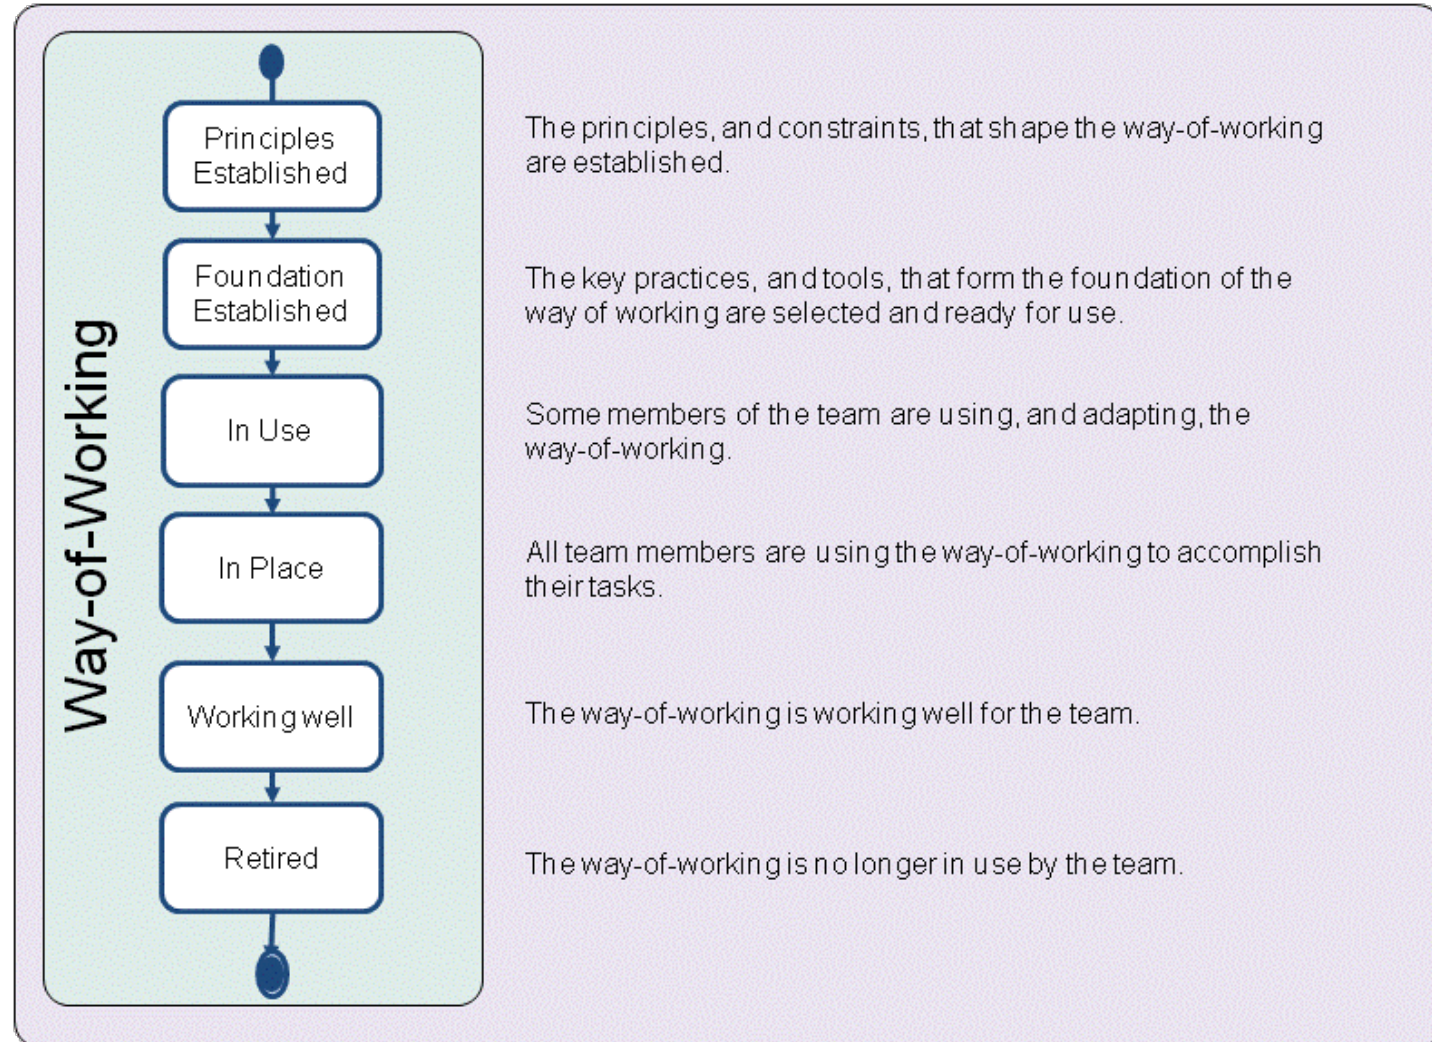 Way-of-Working
Principles
Established
The principles, and constraints, that shape the way-of-working
are established.
Foundation
Established
The key practices, and tools, that form the foundation of the
way of working are selected and ready for use.
In Use
Some members of the team are using, and adapting, the
way-of-working.
In Place
All team members are using the way-of-working to accomplish
their tasks.
Working well
The way-of-working is working well for the team.
Retired
The way-of-working is no longer in use by the team.